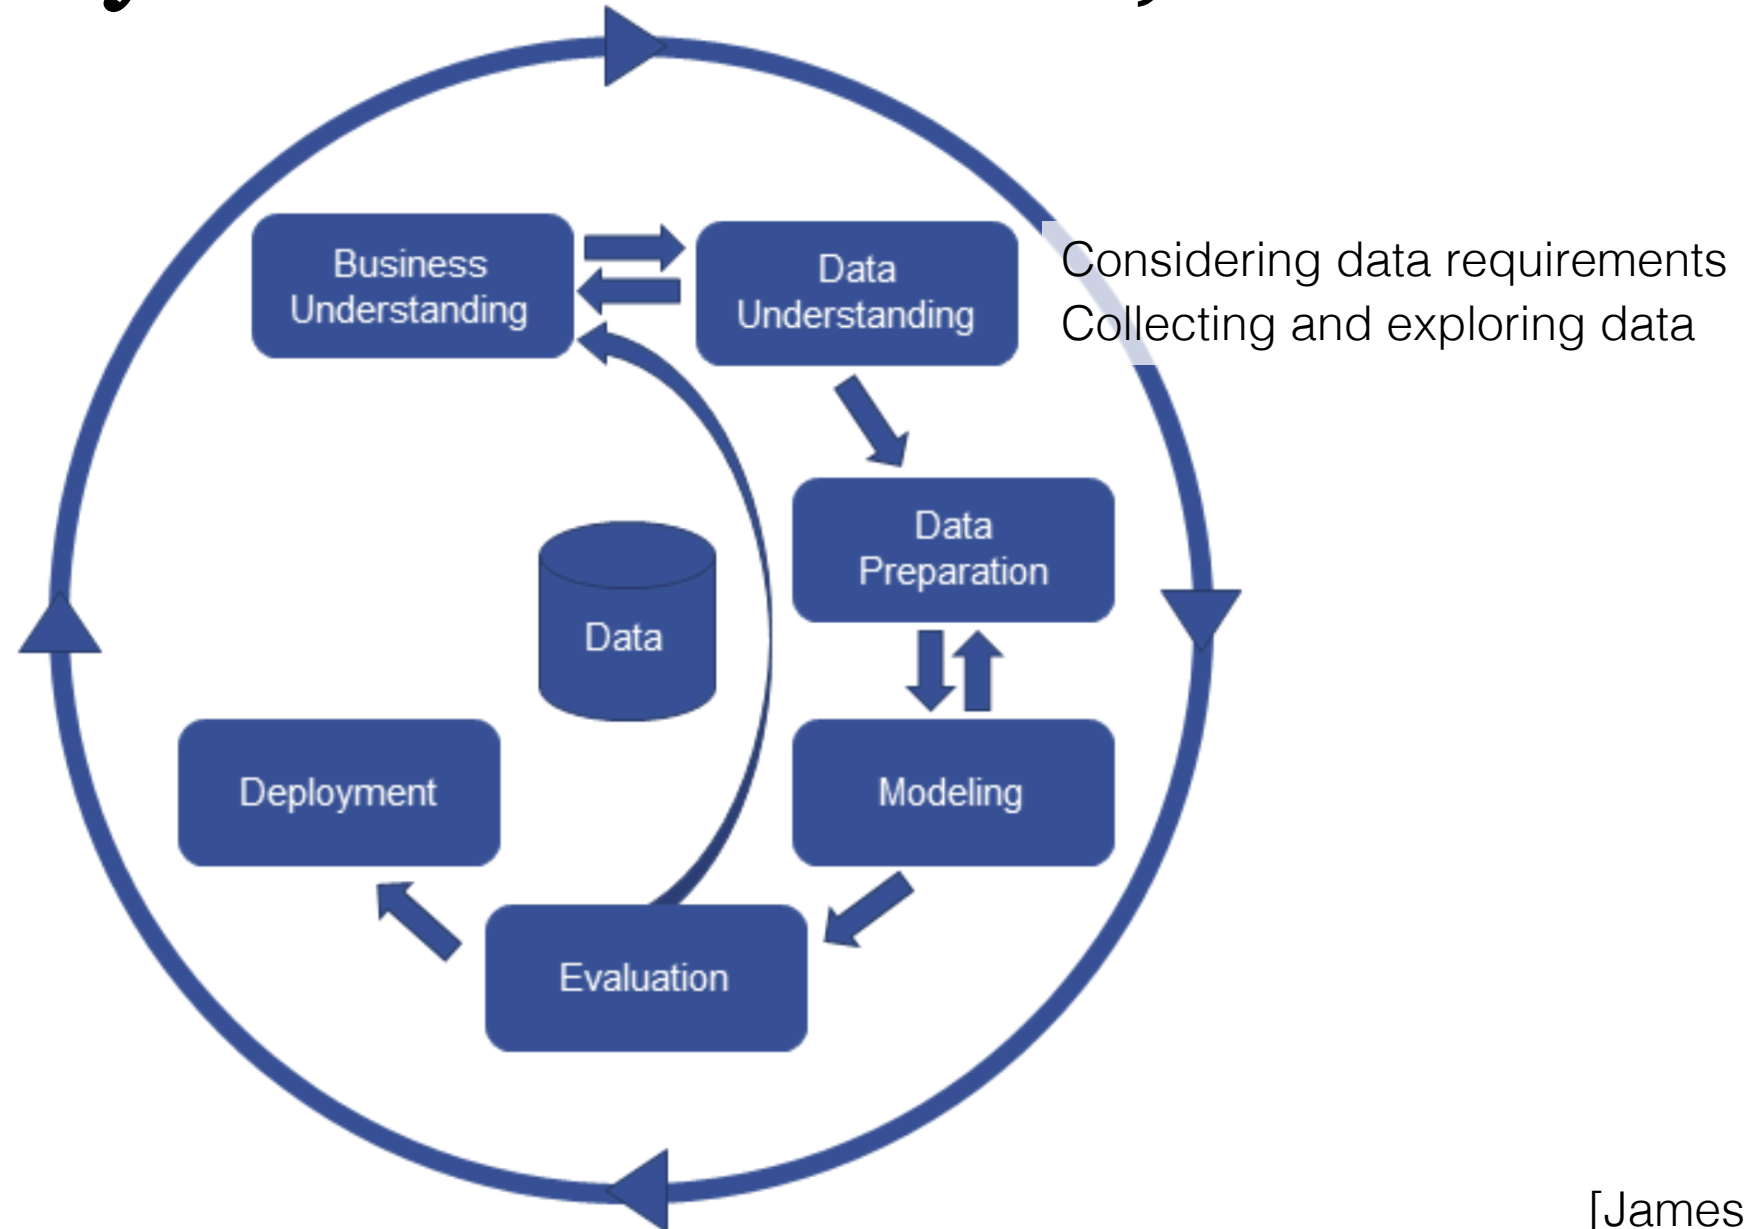 Business
Understanding
Data
Understanding
Considering data requirements
Collecting and exploring data
Data
Preparation
Data
Deployment
Modeling
Evaluation
[James